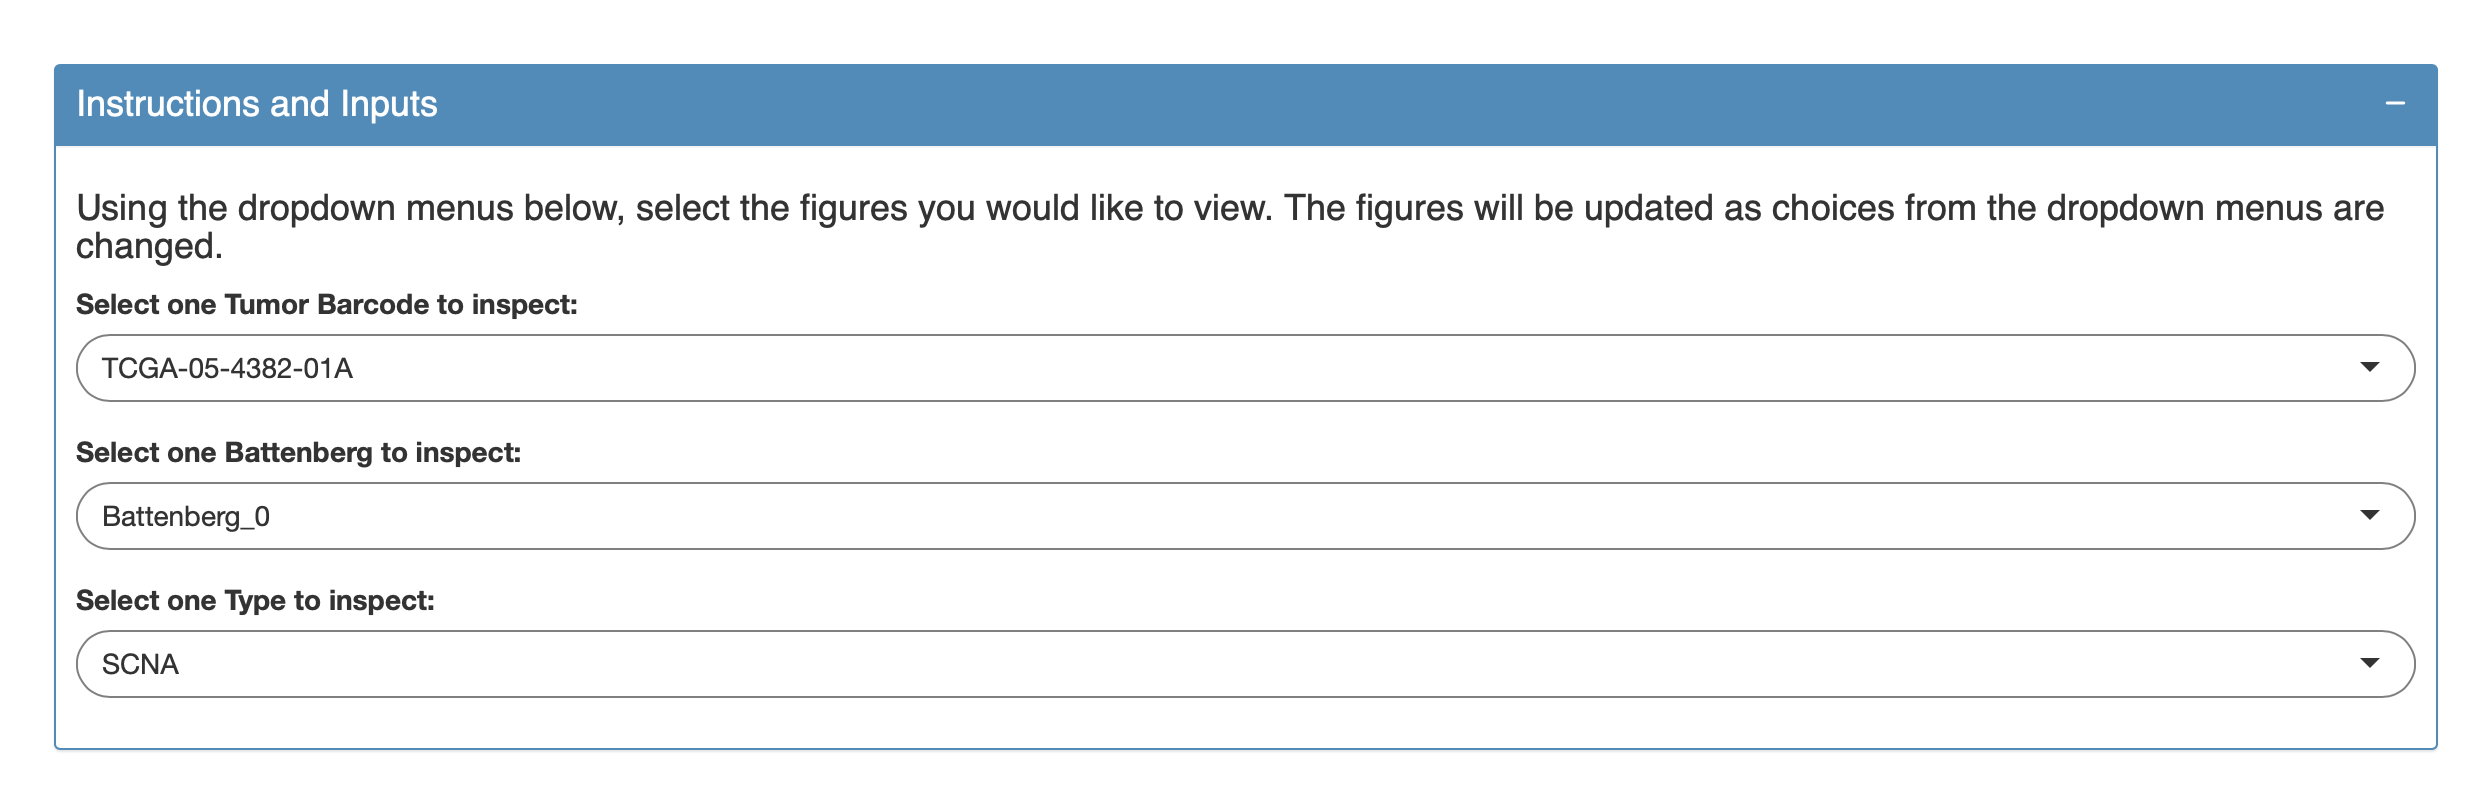 Instructions and Inputs
Using the dropdown menus below, select the figures you would like to view. The figures will be updated as choices from the dropdown menus are
changed.
Select one Tumor Barcode to inspect:
TCGA-05-4382-01A
Select one Battenberg to inspect:
Battenberg_0
Select one Type to inspect:
SCNA